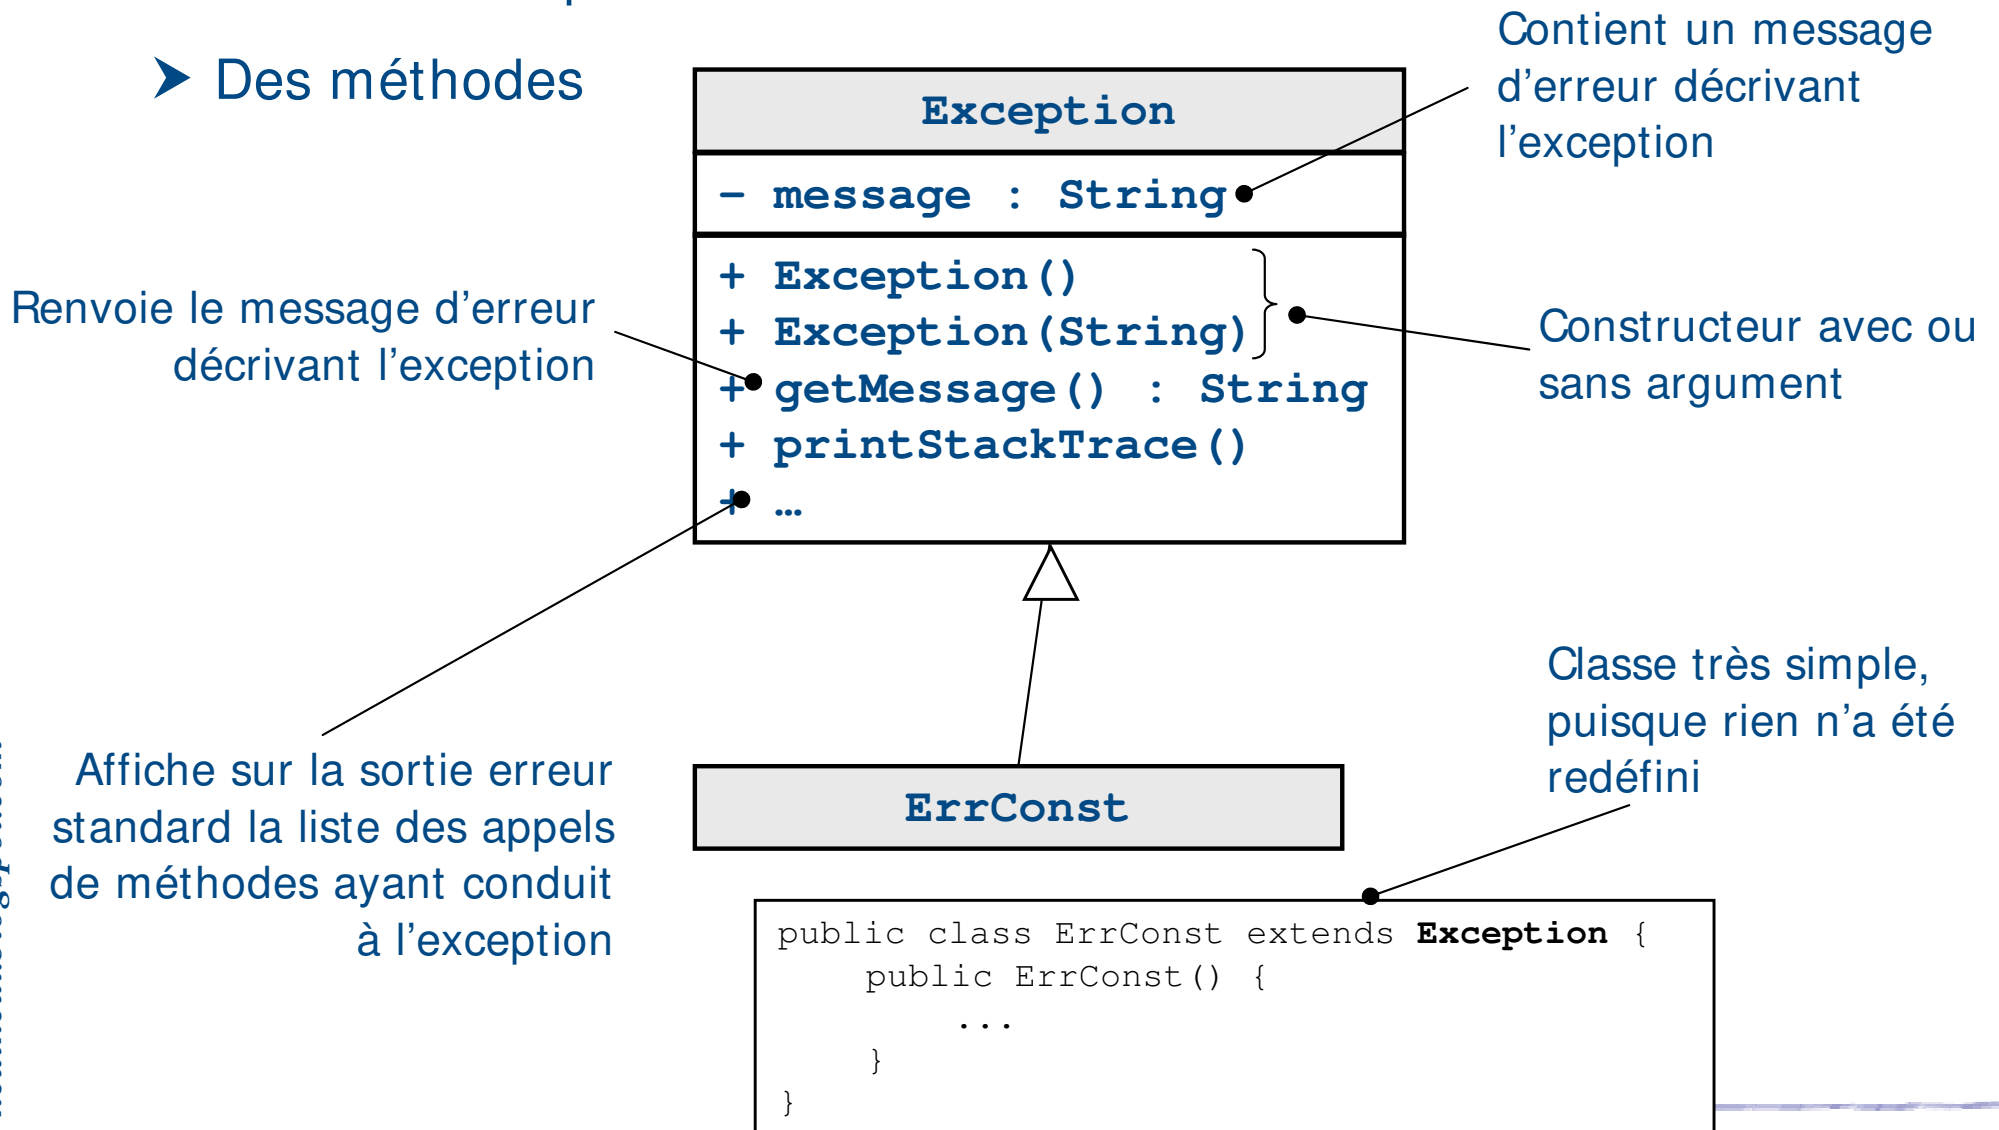 ➤ Des méthodes
Contient un message
d'erreur décrivant
l'exception
Exception
- message : String
+ Exception()
+ Exception(String)
+ getMessage() : String
+ printStackTrace()
+ …
Renvoie le message d'erreur
décrivant l'exception
Constructeur avec ou
sans argument
Affiche sur la sortie erreur
standard la liste des appels
de méthodes ayant conduit
à l'exception
ErrConst
Classe très simple,
puisque rien n'a été
redéfini
public class ErrConst extends Exception {
public ErrConst() {
...
}
}